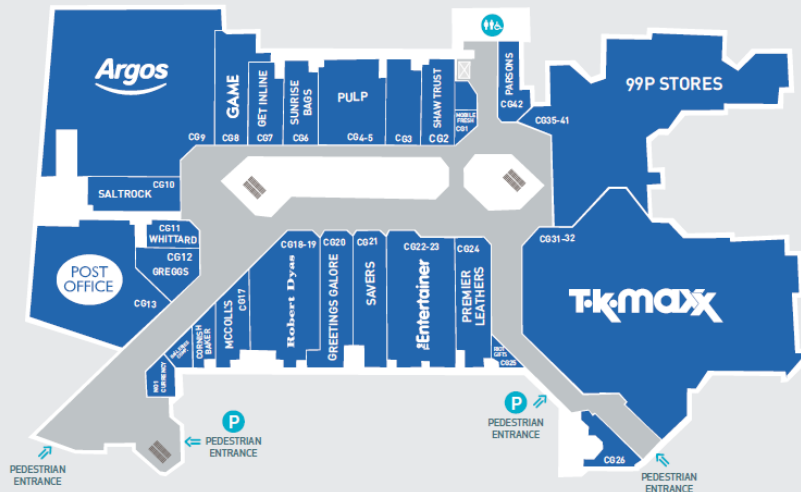 Argos
CG9
GAME
CG8
GET INLINE
CG7
SUNRISE
BAGS
CG6
PULP
CG4-5
CG3
SHAW TRUST
CG2
MOBILE
FRESH
CG1
PARSONS
CG42
99P STORES
CG35-41
CG10
SALTROCK
CG11
WHITTARD
CG12
GREGGS
POST
OFFICE
CG13
NO1
CURRENCY
CORNISH
BAKER
MCCOLL'S
CG17
CG18-19
Robert Dyas
CG20
GREETINGS GALORE
CG21
SAVERS
CG22-23
The Entertainer
CG24
PREMIER
LEATHERS
GIFTS
CG25
CG31-32
T·K·maxx
CG26
P
PEDESTRIAN
ENTRANCE
P
PEDESTRIAN
ENTRANCE
PEDESTRIAN
ENTRANCE
PEDESTRIAN
ENTRANCE